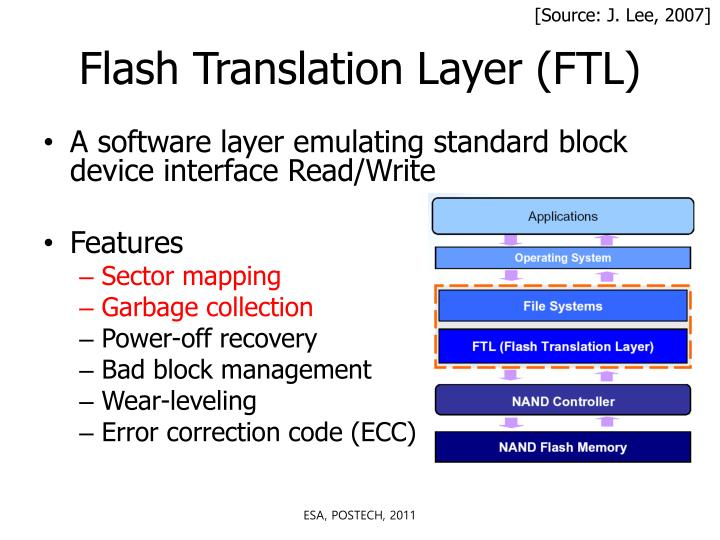 [Source: J. Lee, 2007]
Flash Translation Layer (FTL)
• A software layer emulating standard block
device interface Read/Write
• Features
– Sector mapping
– Garbage collection
– Power-off recovery
– Bad block management
– Wear-leveling
– Error correction code (ECC)
Applications
Operating System
File Systems
FTL (Flash Translation Layer)
NAND Controller
NAND Flash Memory
ESA, POSTECH, 2011